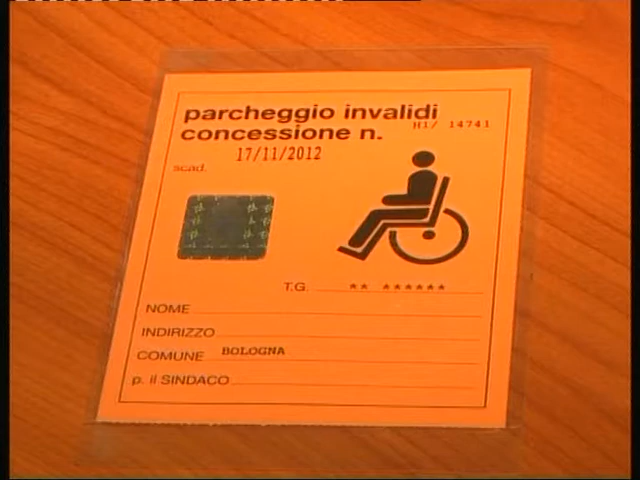 parcheggio invalidi
concessione n. H1/ 14741
scad. 17/11/2012
T.G. ** ******
NOME
INDIRIZZO
COMUNE BOLOGNA
p. il SINDACO